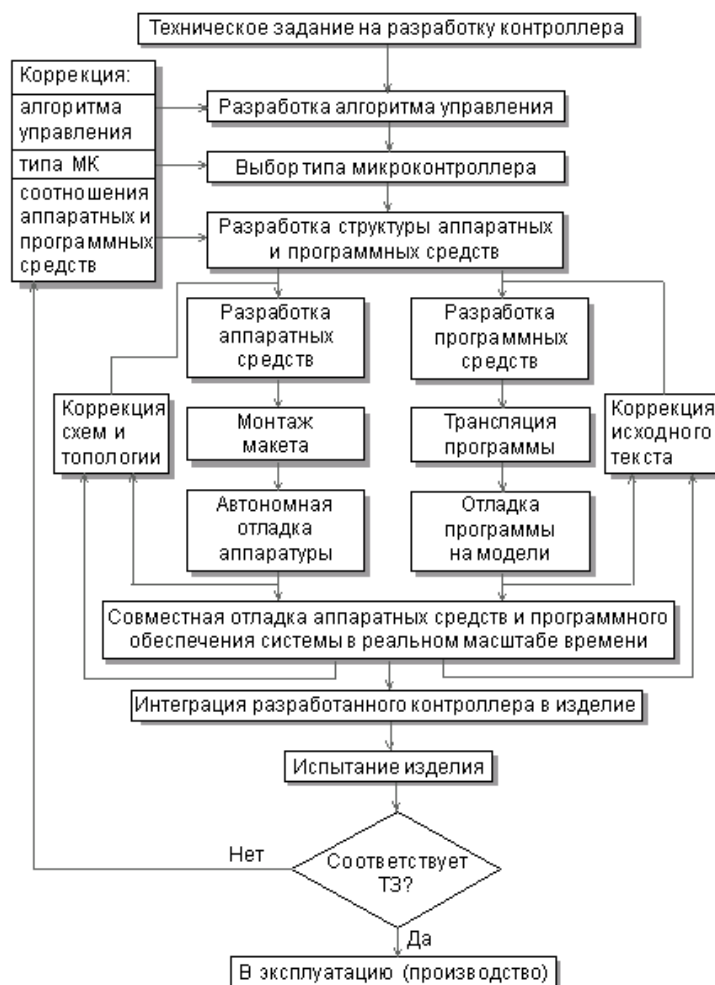 Техническое задание на разработку контроллера
Коррекция:
алгоритма
управления
типа МК
соотношения
аппаратных и
программных
средств
Разработка алгоритма управления
Выбор типа микроконтроллера
Разработка структуры аппаратных
и программных средств
Разработка
аппаратных
средств
Разработка
программных
средств
Коррекция
схем и
топологии
Монтаж
макета
Трансляция
программы
Коррекция
исходного
текста
Автономная
отладка
аппаратуры
Отладка
программы
на модели
Совместная отладка аппаратных средств и программного
обеспечения системы в реальном масштабе времени
Интеграция разработанного контроллера в изделие
Испытание изделия
Нет
Соответствует
ТЗ?
Да
В эксплуатацию (производство)